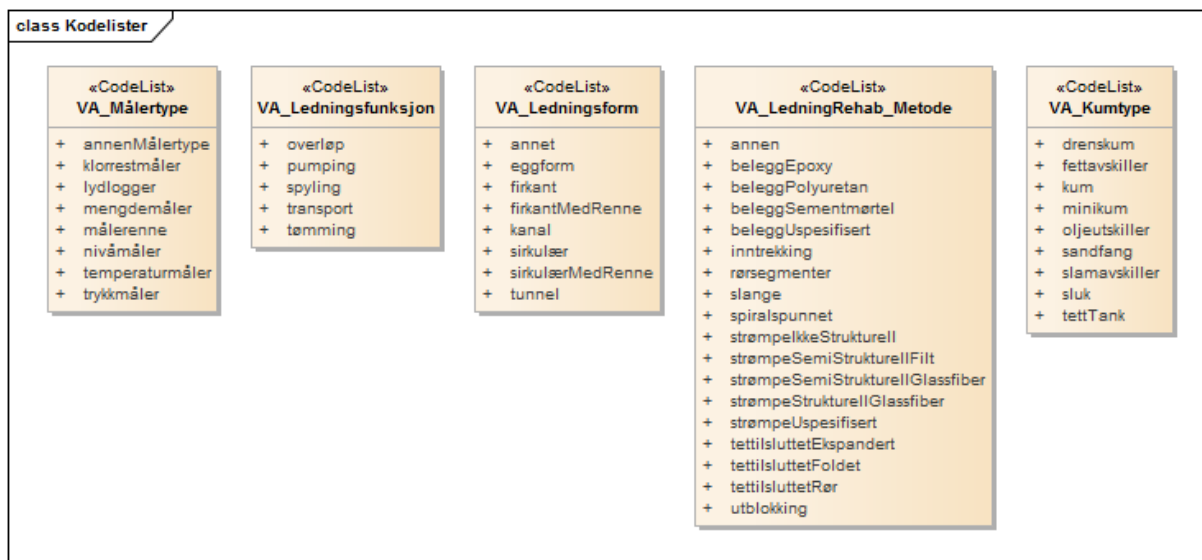 class Kodelister
«CodeList»
VA_Målertype
+ annenMålertype
+ klorrestmåler
+ lydlogger
+ mengdemåler
+ målerenne
+ nivåmåler
+ temperaturmåler
+ trykkmåler
«CodeList»
VA_Ledningsfunksjon
+ overløp
+ pumping
+ spyling
+ transport
+ tømming
«CodeList»
VA_Ledningsform
+ annet
+ eggform
+ firkant
+ firkantMedRenne
+ kanal
+ sirkulær
+ sirkulærMedRenne
+ tunnel
«CodeList»
VA_LedningRehab_Metode
+ annen
+ beleggEpoxy
+ beleggPolyuretan
+ beleggSementmørtel
+ beleggUspesifisert
+ inntrekking
+ rørsegmenter
+ slange
+ spiralspunnet
+ strømpeIkkeStrukturell
+ strømpeSemiStrukturellFilt
+ strømpeSemiStrukturellGlassfiber
+ strømpeStrukturellGlassfiber
+ strømpeUspesifisert
+ tettilsluttetEkspandert
+ tettilsluttetFoldet
+ tettilsluttetRør
+ utblokking
«CodeList»
VA_Kumtype
+ drenskum
+ fettavskiller
+ kum
+ minikum
+ oljeutskiller
+ sandfang
+ slamavskiller
+ sluk
+ tettTank